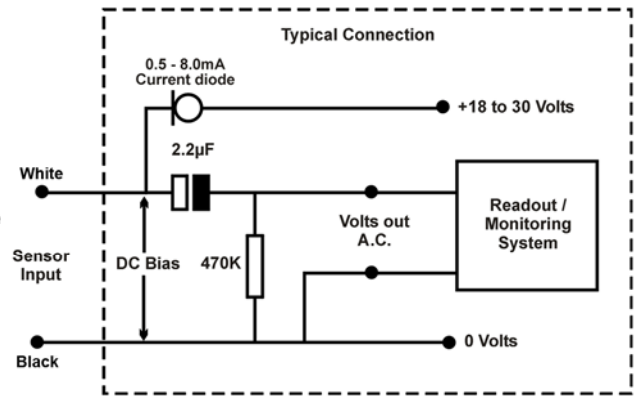 Typical Connection
0.5 - 8.0mA
Current diode
+18 to 30 Volts
2.2µF
White
Readout /
Monitoring
System
Volts out
A.C.
Sensor
Input
DC Bias
470K
0 Volts
Black